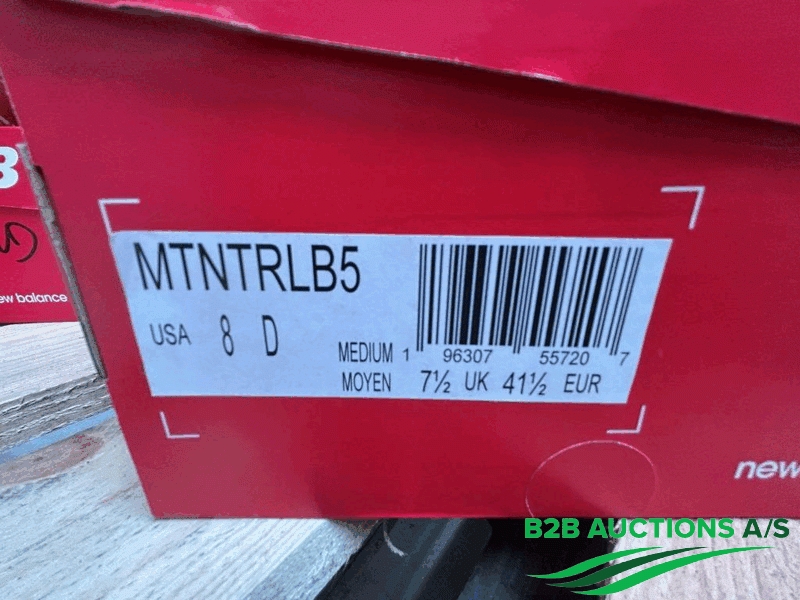 MTNTRLB5
USA 8 D
MEDIUM
MOYEN
1 96307 55720 7
7½ UK 41½ EUR
ew balance
new
B2B AUCTIONS A/S